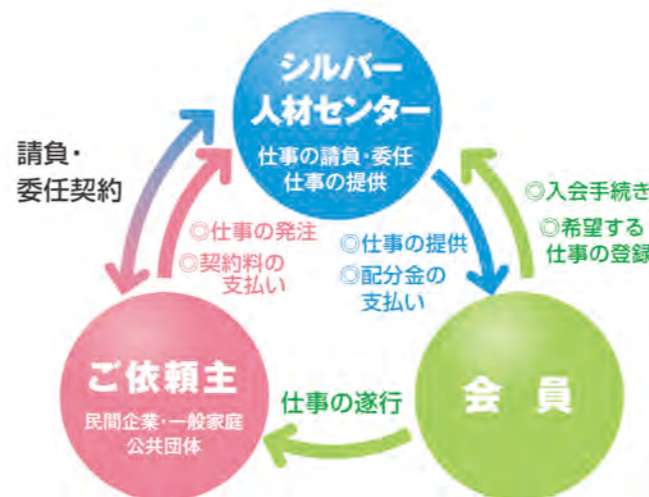 シルバー
人材センター
仕事の請負・委任
仕事の提供
請負・
委任契約
◎仕事の発注
◎契約料の
支払い
◎仕事の提供
◎配分金の
支払い
◎入会手続き
◎希望する
仕事の登録
ご依頼主
民間企業・一般家庭
公共団体
仕事の遂行
会員